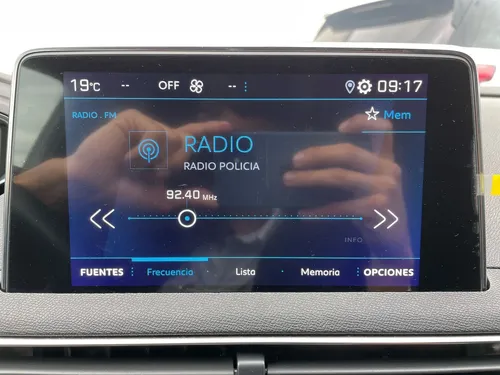 19°C -- OFF -- 09:17
RADIO . FM
Mem
RADIO
RADIO POLICIA
92.40 MHz
INFO
FUENTES Frecuencia Lista Memoria OPCIONES